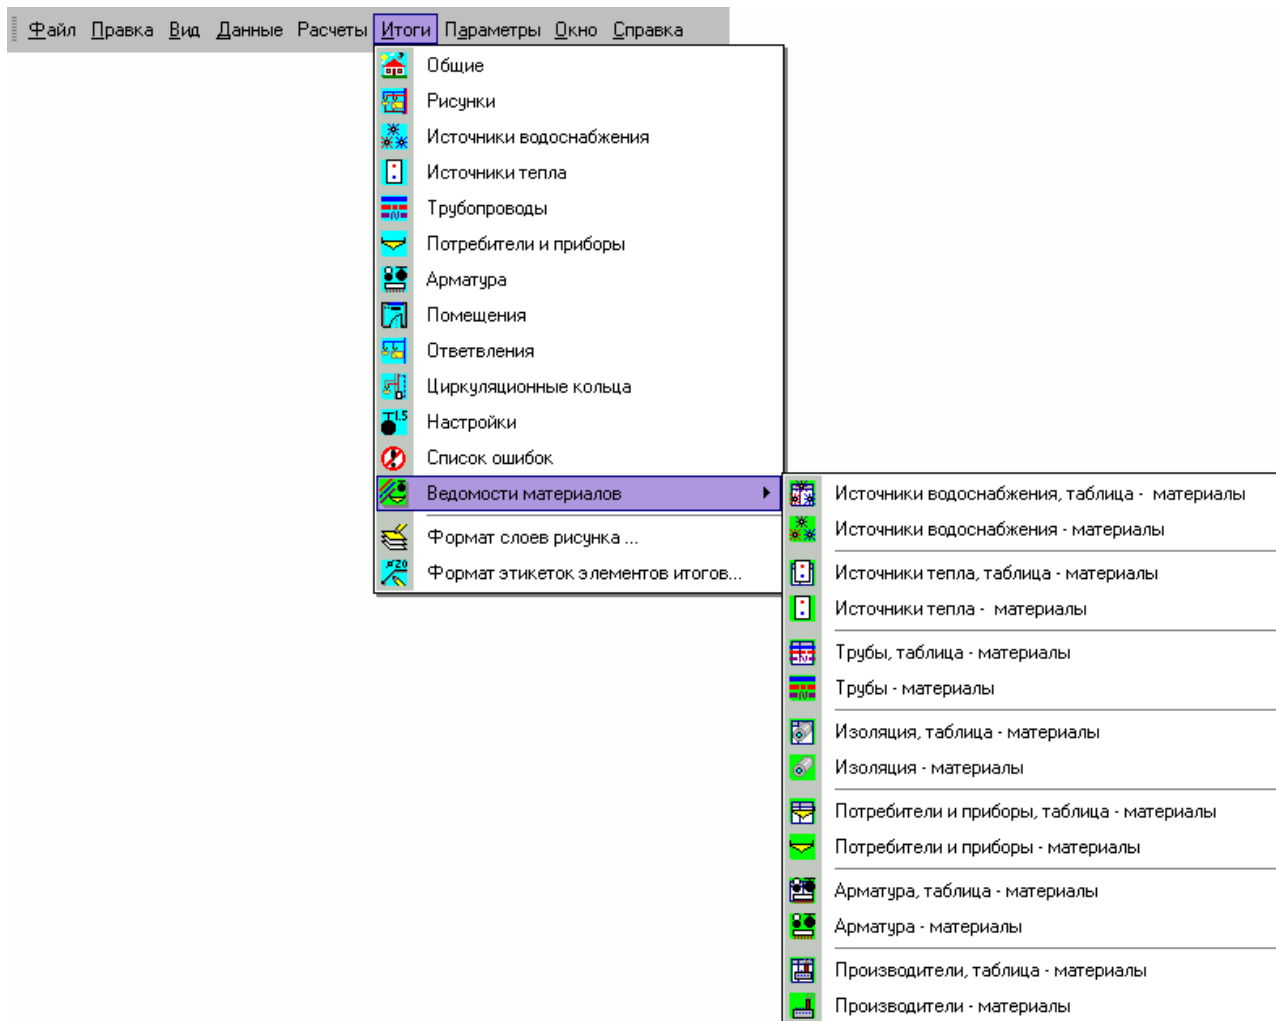 Файл Правка Вид Данные Расчеты Итоги Параметры Окно Справка
Общие
Рисунки
Источники водоснабжения
Источники тепла
Трубопроводы
Потребители и приборы
Арматура
Помещения
Ответвления
Циркуляционные кольца
Настройки
Список ошибок
Ведомости материалов
Формат слоев рисунка ...
Формат этикеток элементов итогов...
Источники водоснабжения, таблица - материалы
Источники водоснабжения - материалы
Источники тепла, таблица - материалы
Источники тепла - материалы
Трубы, таблица - материалы
Трубы - материалы
Изоляция, таблица - материалы
Изоляция - материалы
Потребители и приборы, таблица - материалы
Потребители и приборы - материалы
Арматура, таблица - материалы
Арматура - материалы
Производители, таблица - материалы
Производители - материалы